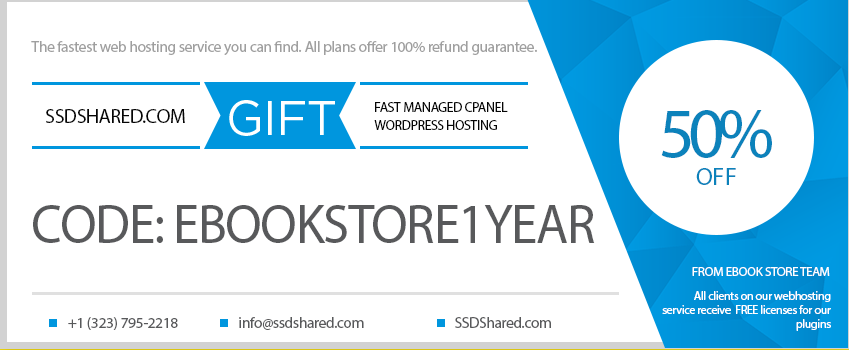 The fastest web hosting service you can find. All plans offer 100% refund guarantee.
SSDSHARED.COM
GIFT
FAST MANAGED CPANEL
WORDPRESS HOSTING
50%
OFF
CODE: EBOOKSTORE1YEAR
FROM EBOOK STORE TEAM
All clients on our webhosting
service receive FREE licenses for our
plugins
+1 (323) 795-2218
info@ssdshared.com
SSDShared.com